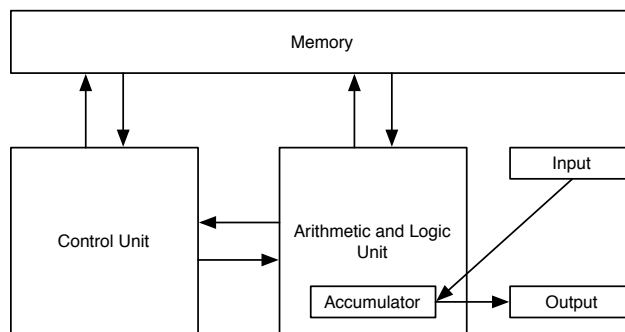 Memory
Control Unit
Arithmetic and Logic
Unit
Accumulator
Input
Output